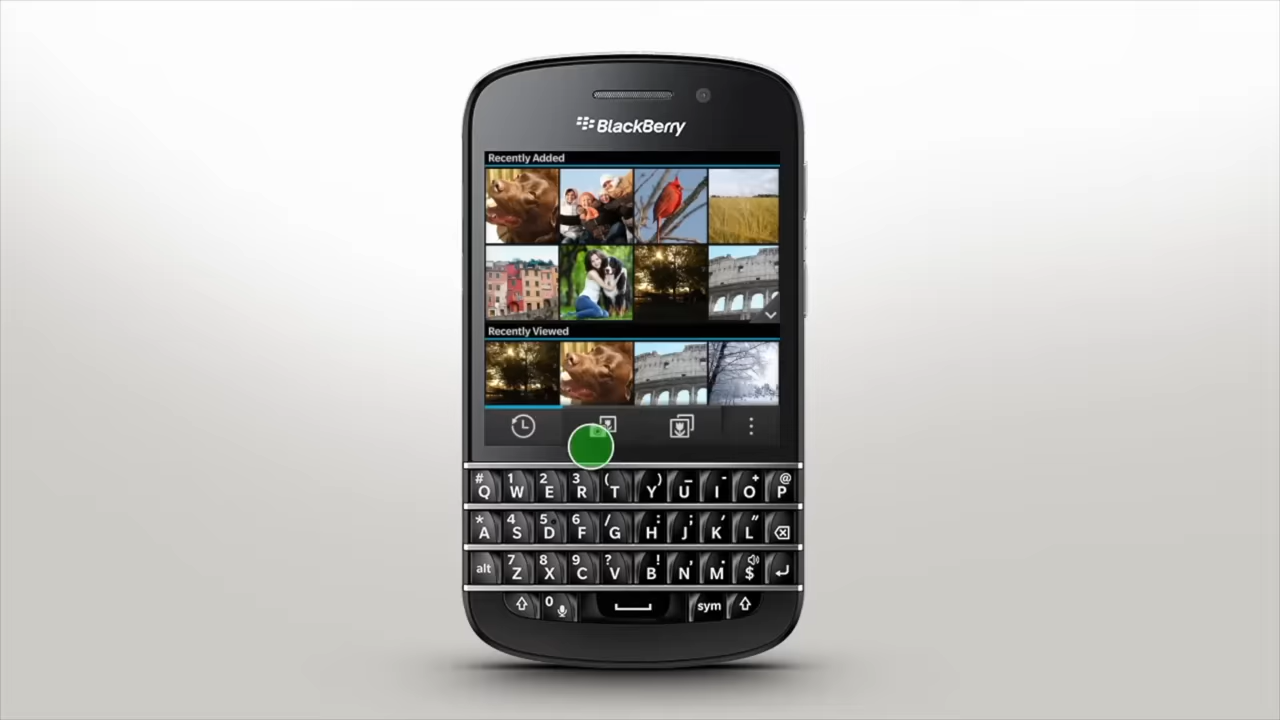 BlackBerry
Recently Added
Recently Viewed
# Q 1 W 2 E 3 R ( T ) Y _ U - I + O @ P
* A 4 S 5 D 6 F / G : H ; J ' K " L
alt 7 Z 8 X 9 C ? V ! B , N . M $
0 sym